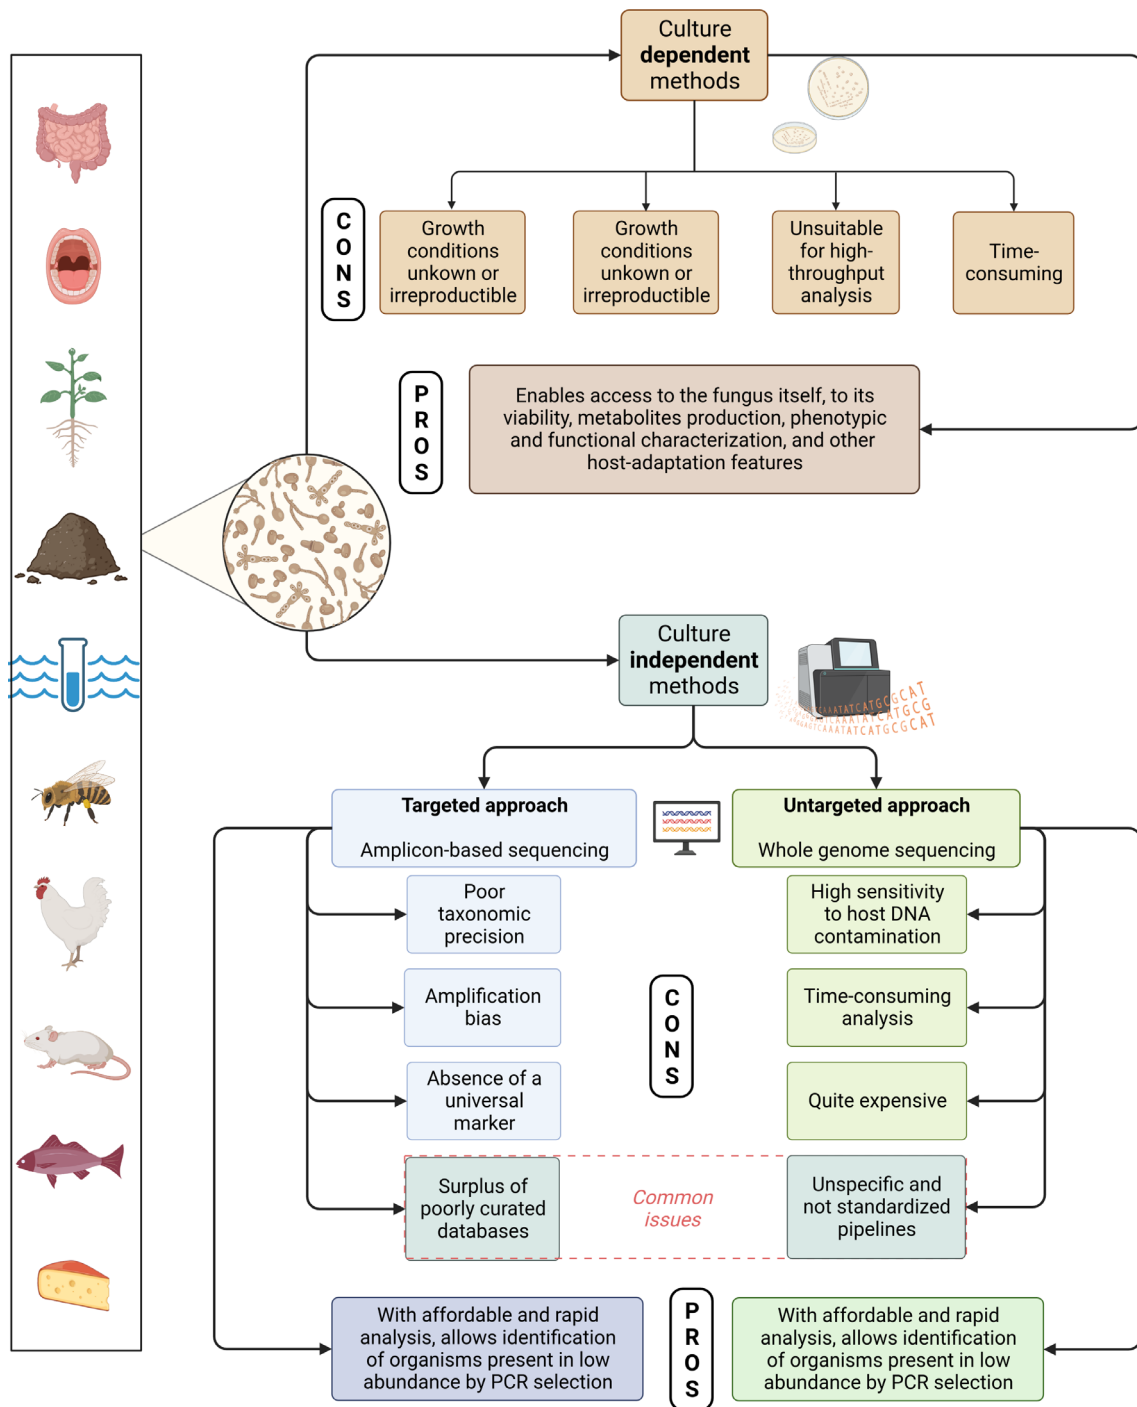 Culture
dependent
methods
C
O
N
S
Growth
conditions
unkown or
irreproducible
Growth
conditions
unkown or
irreproducible
Unsuitable
for high-
throughput
analysis
Time-
consuming
P
R
O
S
Enables access to the fungus itself, to its
viability, metabolites production, phenotypic
and functional characterization, and other
host-adaptation features
Culture
independent
methods
Targeted approach
Amplicon-based sequencing
Untargeted approach
Whole genome sequencing
Poor
taxonomic
precision
High sensitivity
to host DNA
contamination
C
O
N
S
Amplification
bias
Time-consuming
analysis
Absence of a
universal
marker
Quite expensive
Surplus of
poorly curated
databases
Common
issues
Unspecific and
not standardized
pipelines
P
R
O
S
With affordable and rapid
analysis, allows identification
of organisms present in low
abundance by PCR selection
With affordable and rapid
analysis, allows identification
of organisms present in low
abundance by PCR selection